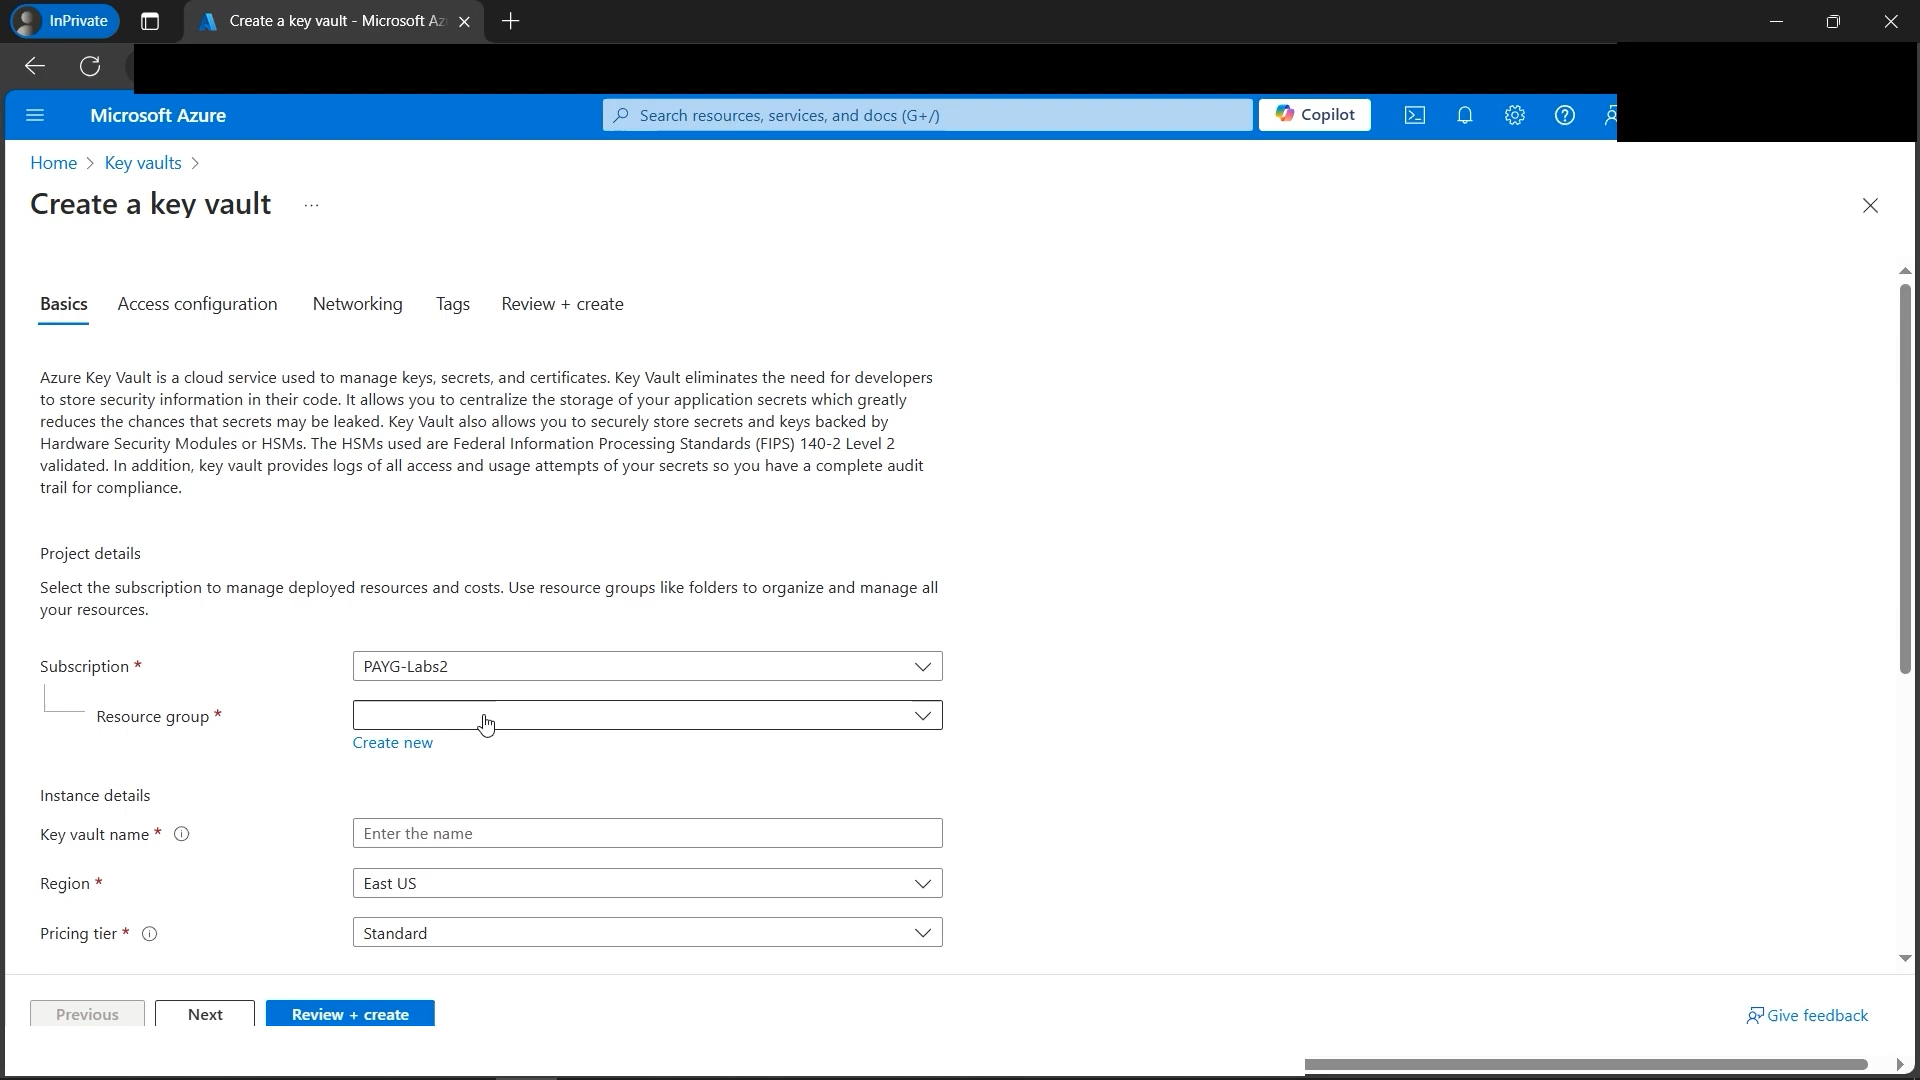 InPrivate
Create a key vault - Microsoft Az
Microsoft Azure
Search resources, services, and docs (G+/)
Copilot
Home > Key vaults >
Create a key vault ...
Basics Access configuration Networking Tags Review + create
Azure Key Vault is a cloud service used to manage keys, secrets, and certificates. Key Vault eliminates the need for developers
to store security information in their code. It allows you to centralize the storage of your application secrets which greatly
reduces the chances that secrets may be leaked. Key Vault also allows you to securely store secrets and keys backed by
Hardware Security Modules or HSMs. The HSMs used are Federal Information Processing Standards (FIPS) 140-2 Level 2
validated. In addition, key vault provides logs of all access and usage attempts of your secrets so you have a complete audit
trail for compliance.
Project details
Select the subscription to manage deployed resources and costs. Use resource groups like folders to organize and manage all
your resources.
Subscription * PAYG-Labs2
Resource group *
Create new
Instance details
Key vault name * Enter the name
Region * East US
Pricing tier * Standard
Previous Next Review + create Give feedback